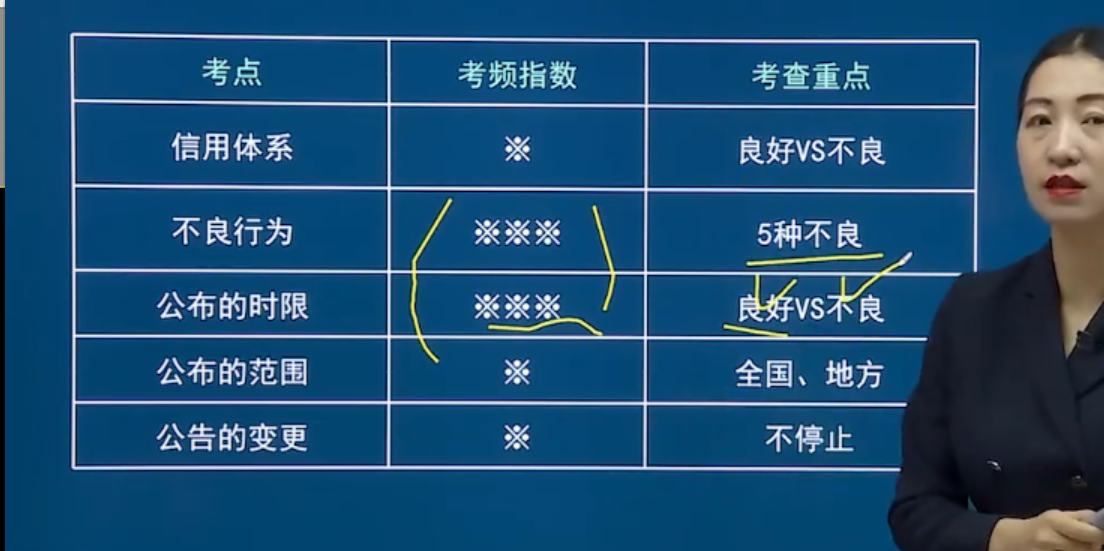 考点 考频指数 考查重点
信用体系 ※ 良好VS不良
不良行为 ※※※ 5种不良
公布的时限 ※※※ 良好VS不良
公布的范围 ※ 全国、地方
公告的变更 ※ 不停止